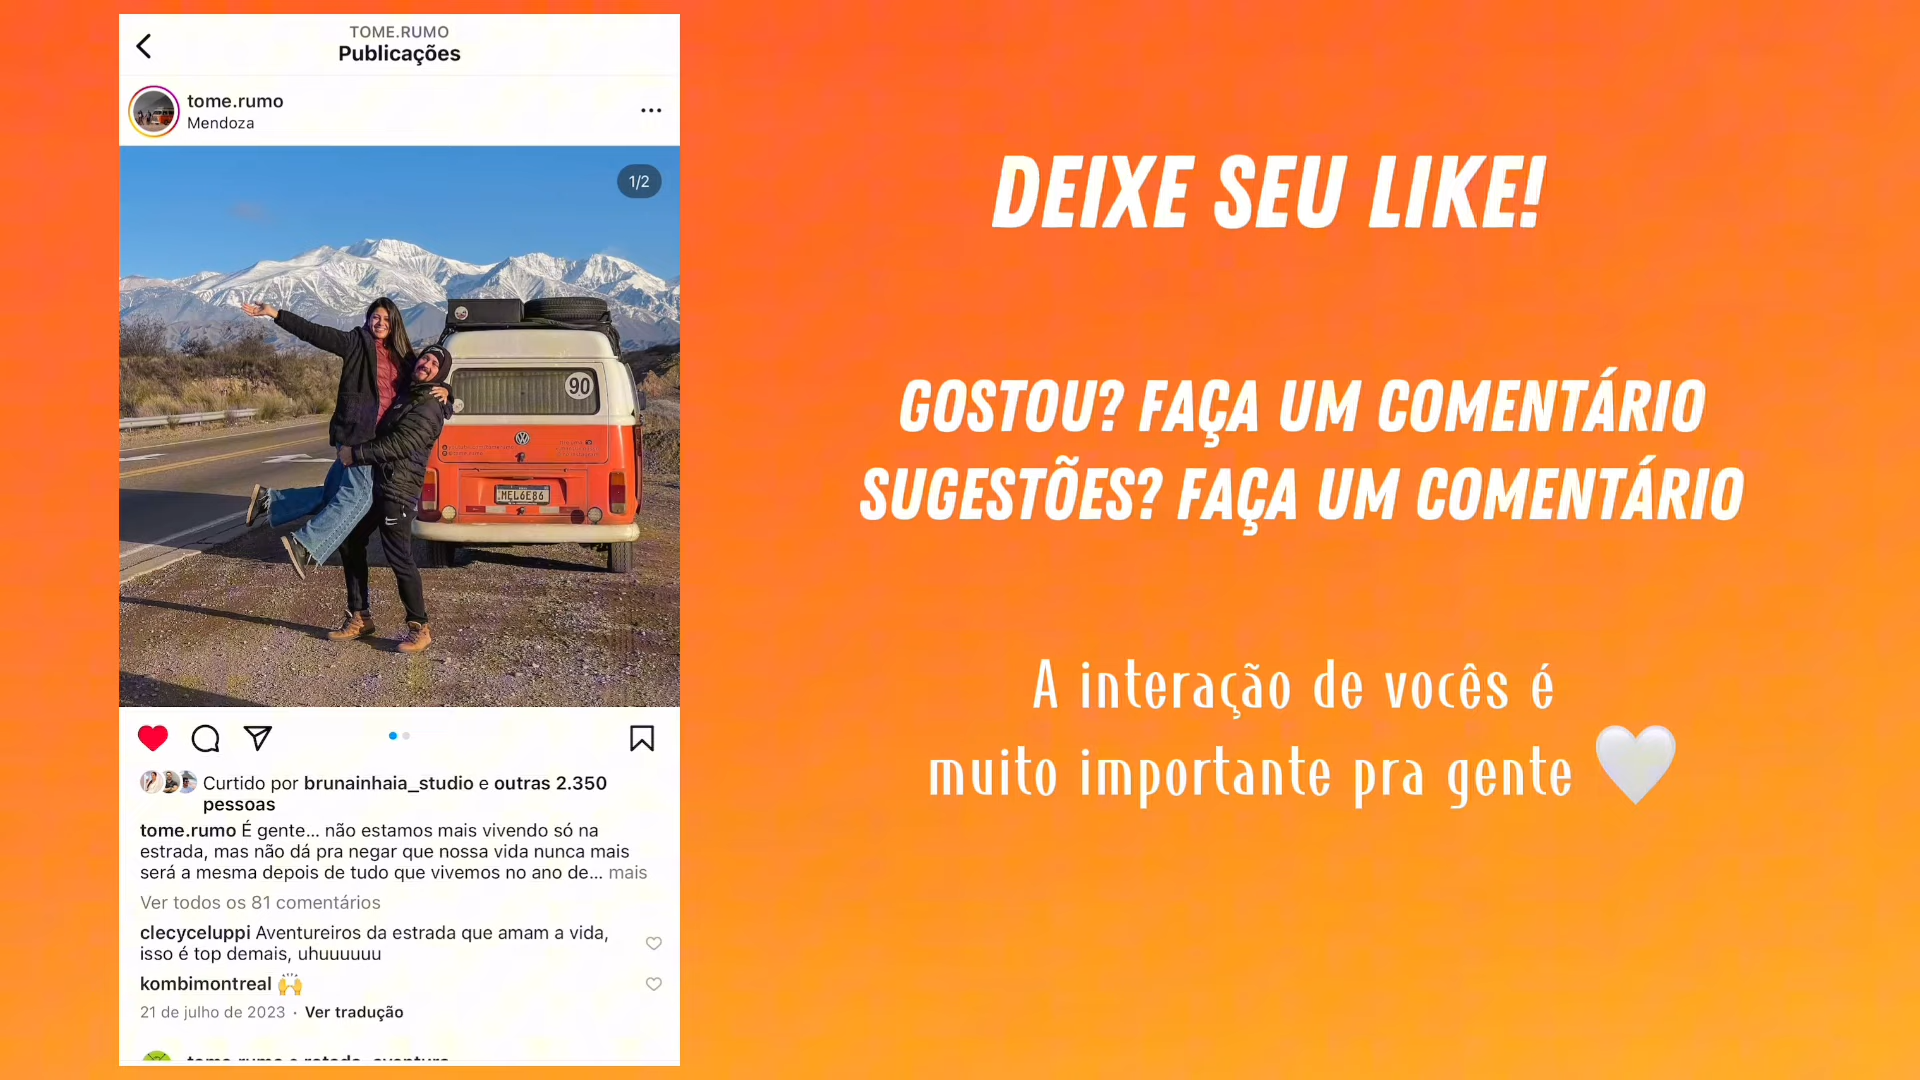 TOME.RUMO
Publicações
tome.rumo
Mendoza
1/2
90
MEL6E86
Curtido por brunainhaia_studio e outras 2.350
pessoas
tome.rumo É gente... não estamos mais vivendo só na
estrada, mas não dá pra negar que nossa vida nunca mais
será a mesma depois de tudo que vivemos no ano de... mais
Ver todos os 81 comentários
clecyceluppi Aventureiros da estrada que amam a vida,
isso é top demais, uhuuuuuu
kombimontreal 🙌
21 de julho de 2023 · Ver tradução
DEIXE SEU LIKE!
GOSTOU? FAÇA UM COMENTÁRIO
SUGESTÕES? FAÇA UM COMENTÁRIO
A interação de vocês é
muito importante pra gente 🤍